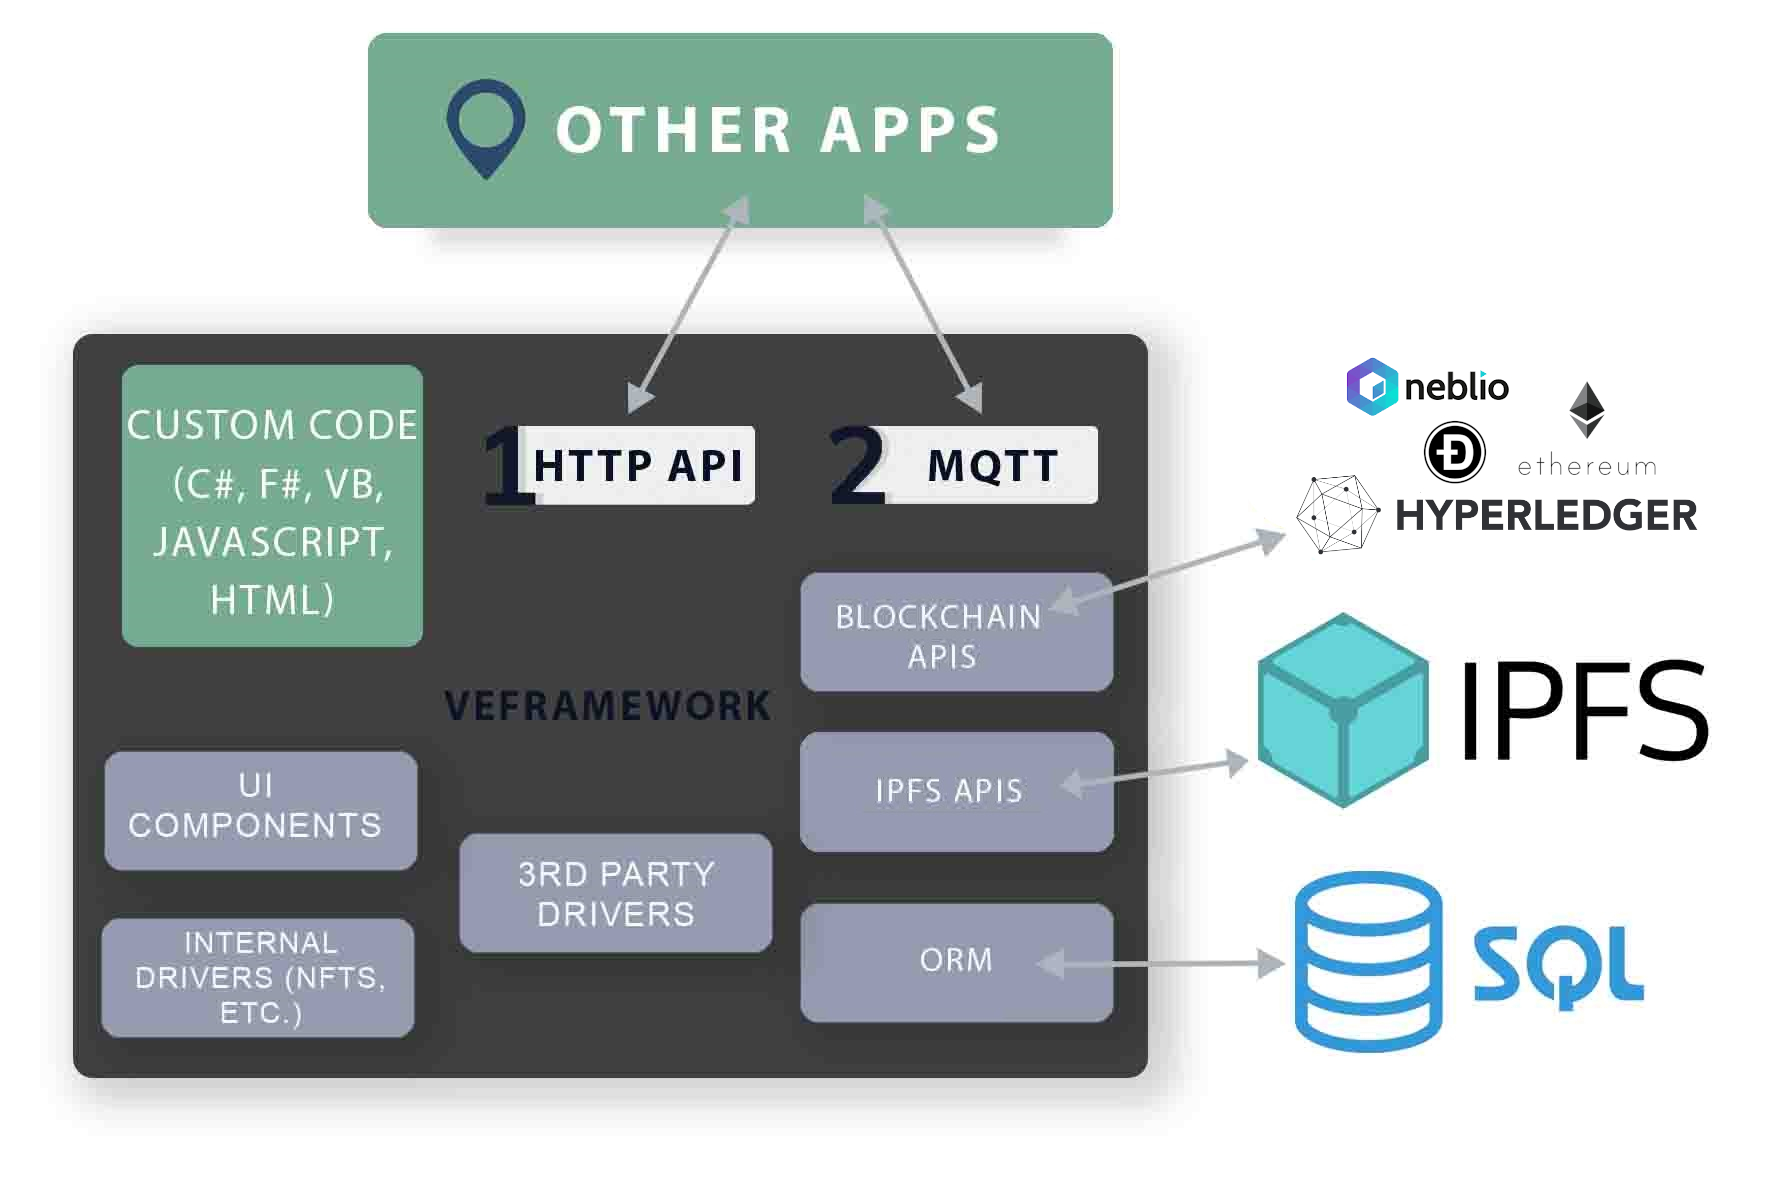 OTHER APPS
CUSTOM CODE
(C#, F#, VB,
JAVASCRIPT,
HTML)
1 HTTP API
2 MQTT
BLOCKCHAIN
APIS
VEFRAMEWORK
IPFS APIS
UI
COMPONENTS
3RD PARTY
DRIVERS
INTERNAL
DRIVERS (NFTS,
ETC.)
ORM
neblio
ethereum
HYPERLEDGER
IPFS
SQL